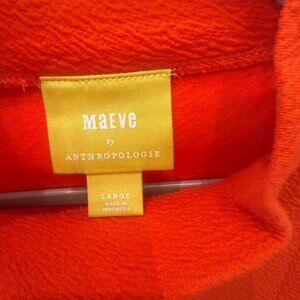 Maeve
by
ANTHROPOLOGIE
LARGE
MADE IN
INDONESIA